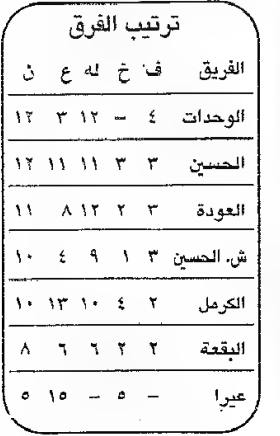 ترتيب الفرق
الفريق ف خ له ع ن
الوحدات ٤ – ١٢ ٣ ١٢
الحسين ٣ ٣ ١١ ١١ ١٢
العودة ٣ ٢ ١٢ ٨ ١١
ش. الحسين ٣ ١ ٩ ٤ ١٠
الكرمل ٢ ٤ ١٠ ١٣ ١٠
البقعة ٢ ٢ ٦ ٦ ٨
عيرا – ٥ – ١٥ ٥